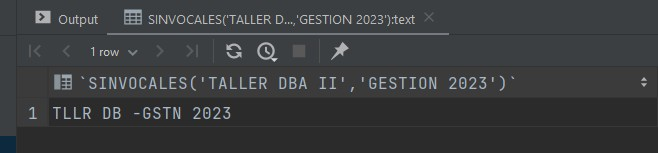 Output SINVOCALES('TALLER D...,'GESTION 2023'):text
1 row
`SINVOCALES('TALLER DBA II','GESTION 2023')`
1 TLLR DB -GSTN 2023